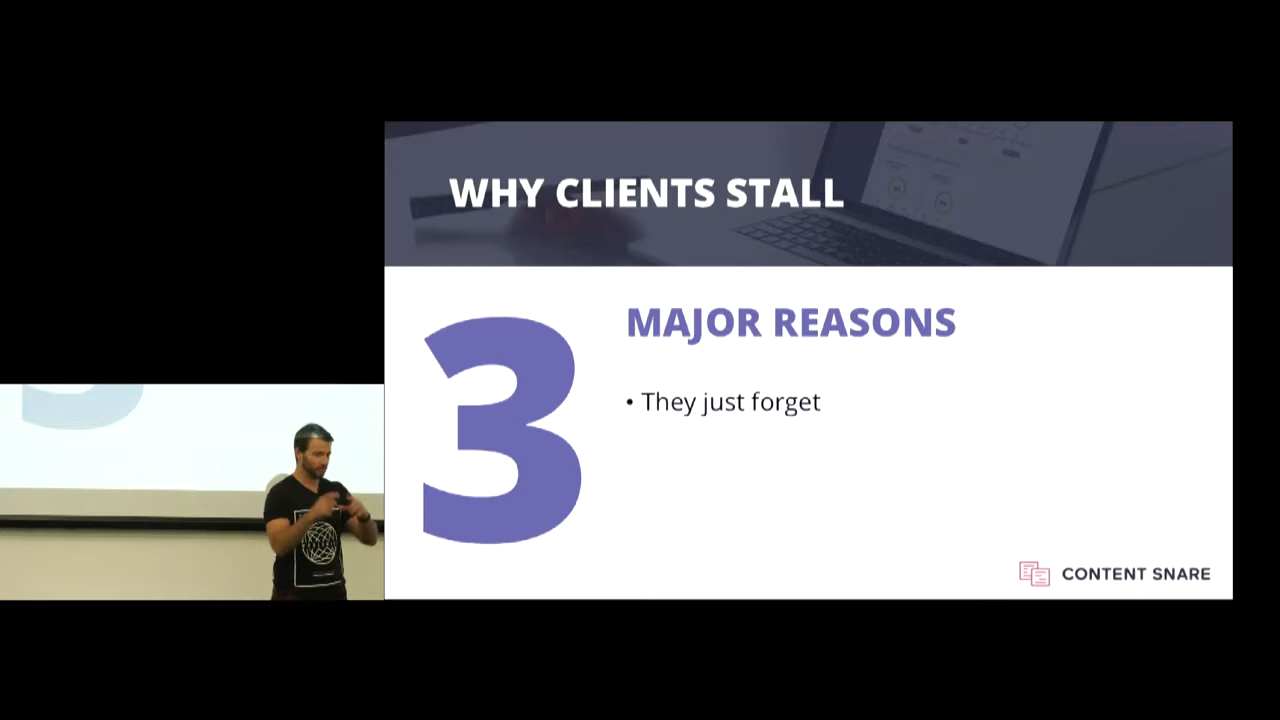 WHY CLIENTS STALL
3
MAJOR REASONS
• They just forget
CONTENT SNARE